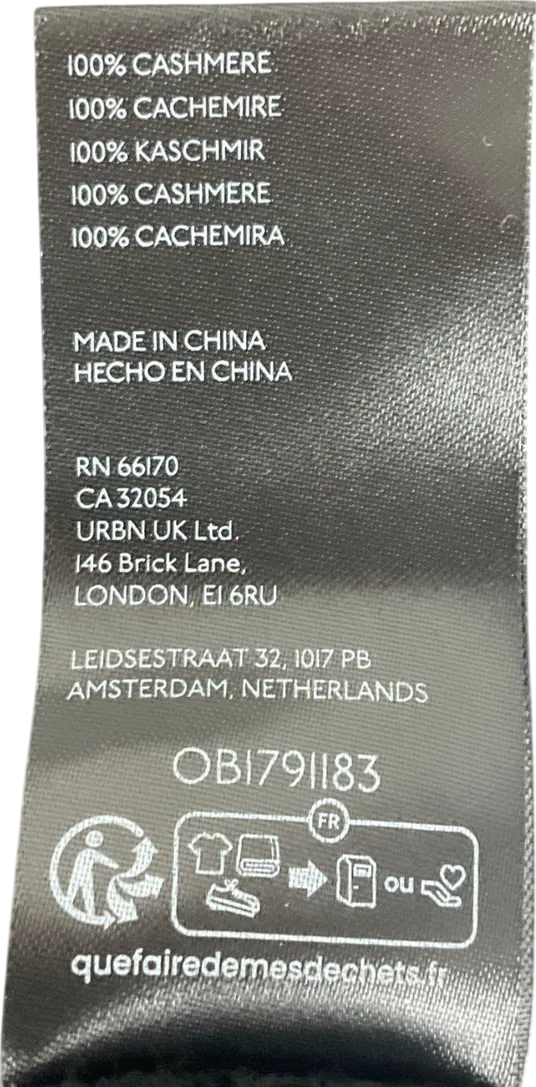 100% CASHMERE
100% CACHEMIRE
100% KASCHMIR
100% CASHMERE
100% CACHEMIRA
MADE IN CHINA
HECHO EN CHINA
RN 66170
CA 32054
URBN UK Ltd.
146 Brick Lane,
LONDON, E1 6RU
LEIDSESTRAAT 32, 1017 PB
AMSTERDAM, NETHERLANDS
OB1791183
FR
ou
quefairedemesdechets.fr